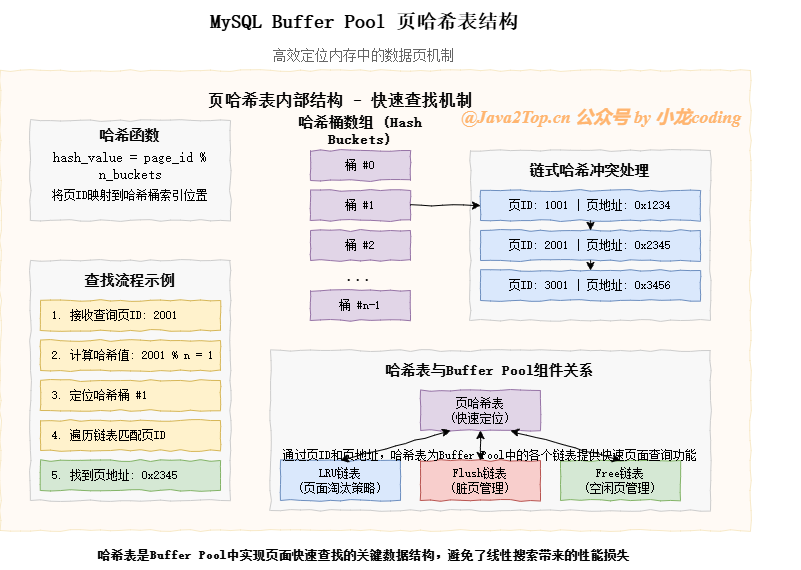 MySQL Buffer Pool 页哈希表结构
高效定位内存中的数据页机制
页哈希表内部结构 - 快速查找机制
@Java2Top.cn 公众号 by 小龙coding
哈希函数
hash_value = page_id %
n_buckets
将页ID映射到哈希桶索引位置
哈希桶数组 (Hash
Buckets)
桶 #0
桶 #1
桶 #2
...
桶 #n-1
链式哈希冲突处理
页ID: 1001 | 页地址: 0x1234
页ID: 2001 | 页地址: 0x2345
页ID: 3001 | 页地址: 0x3456
查找流程示例
1. 接收查询页ID: 2001
2. 计算哈希值: 2001 % n = 1
3. 定位哈希桶 #1
4. 遍历链表匹配页ID
5. 找到页地址: 0x2345
哈希表与Buffer Pool组件关系
页哈希表
(快速定位)
通过页ID和页地址，哈希表为Buffer Pool中的各个链表提供快速页面查询功能
LRU链表
(页面淘汰策略)
Flush链表
(脏页管理)
Free链表
(空闲页管理)
哈希表是Buffer Pool中实现页面快速查找的关键数据结构，避免了线性搜索带来的性能损失